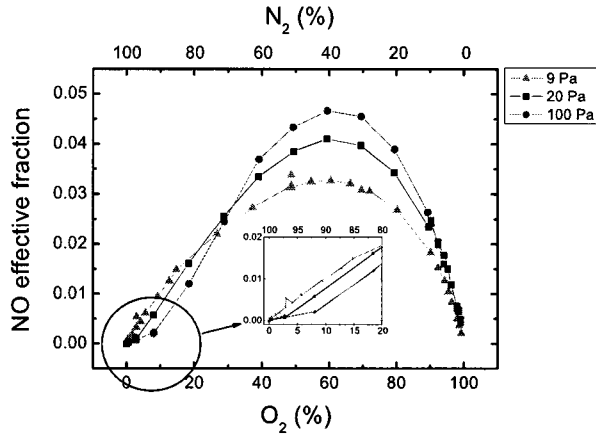 N2 (%)
100 80 60 40 20 0
9 Pa
20 Pa
100 Pa
NO effective fraction
0.05
0.04
0.03
0.02
0.01
0.00
100 95 90 85 80
0.02
0.01
0.00
0 5 10 15 20
0 20 40 60 80 100
O2 (%)